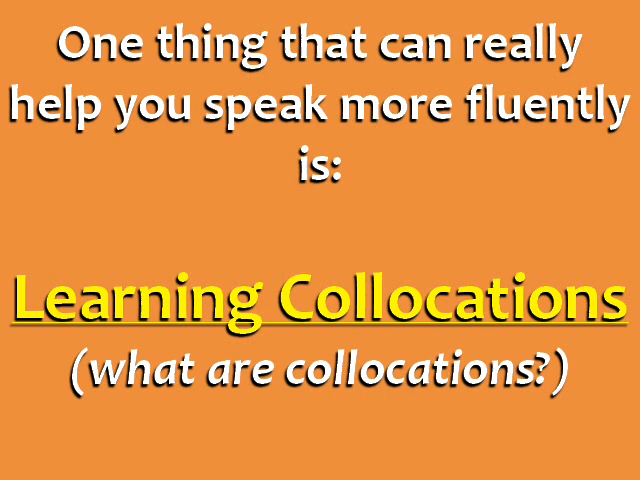 One thing that can really
help you speak more fluently
is:
Learning Collocations
(what are collocations?)